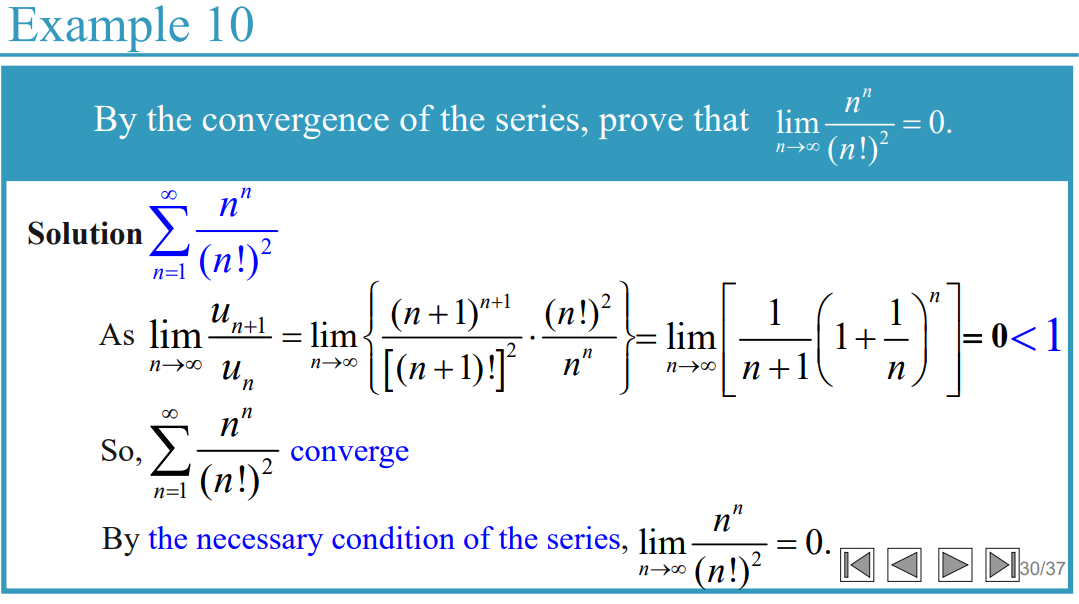 Example 10
By the convergence of the series, prove that $\lim_{n\to\infty} \frac{n^n}{(n!)^2} = 0.$
Solution $\sum_{n=1}^{\infty} \frac{n^n}{(n!)^2}$
As $\lim_{n\to\infty} \frac{u_{n+1}}{u_n} = \lim_{n\to\infty} \left\{ \frac{(n+1)^{n+1}}{[(n+1)!]^2} \cdot \frac{(n!)^2}{n^n} \right\} = \lim_{n\to\infty} \left[ \frac{1}{n+1} \left( 1 + \frac{1}{n} \right)^n \right] = 0 < 1$
So, $\sum_{n=1}^{\infty} \frac{n^n}{(n!)^2}$ converge
By the necessary condition of the series, $\lim_{n\to\infty} \frac{n^n}{(n!)^2} = 0.$
30/37